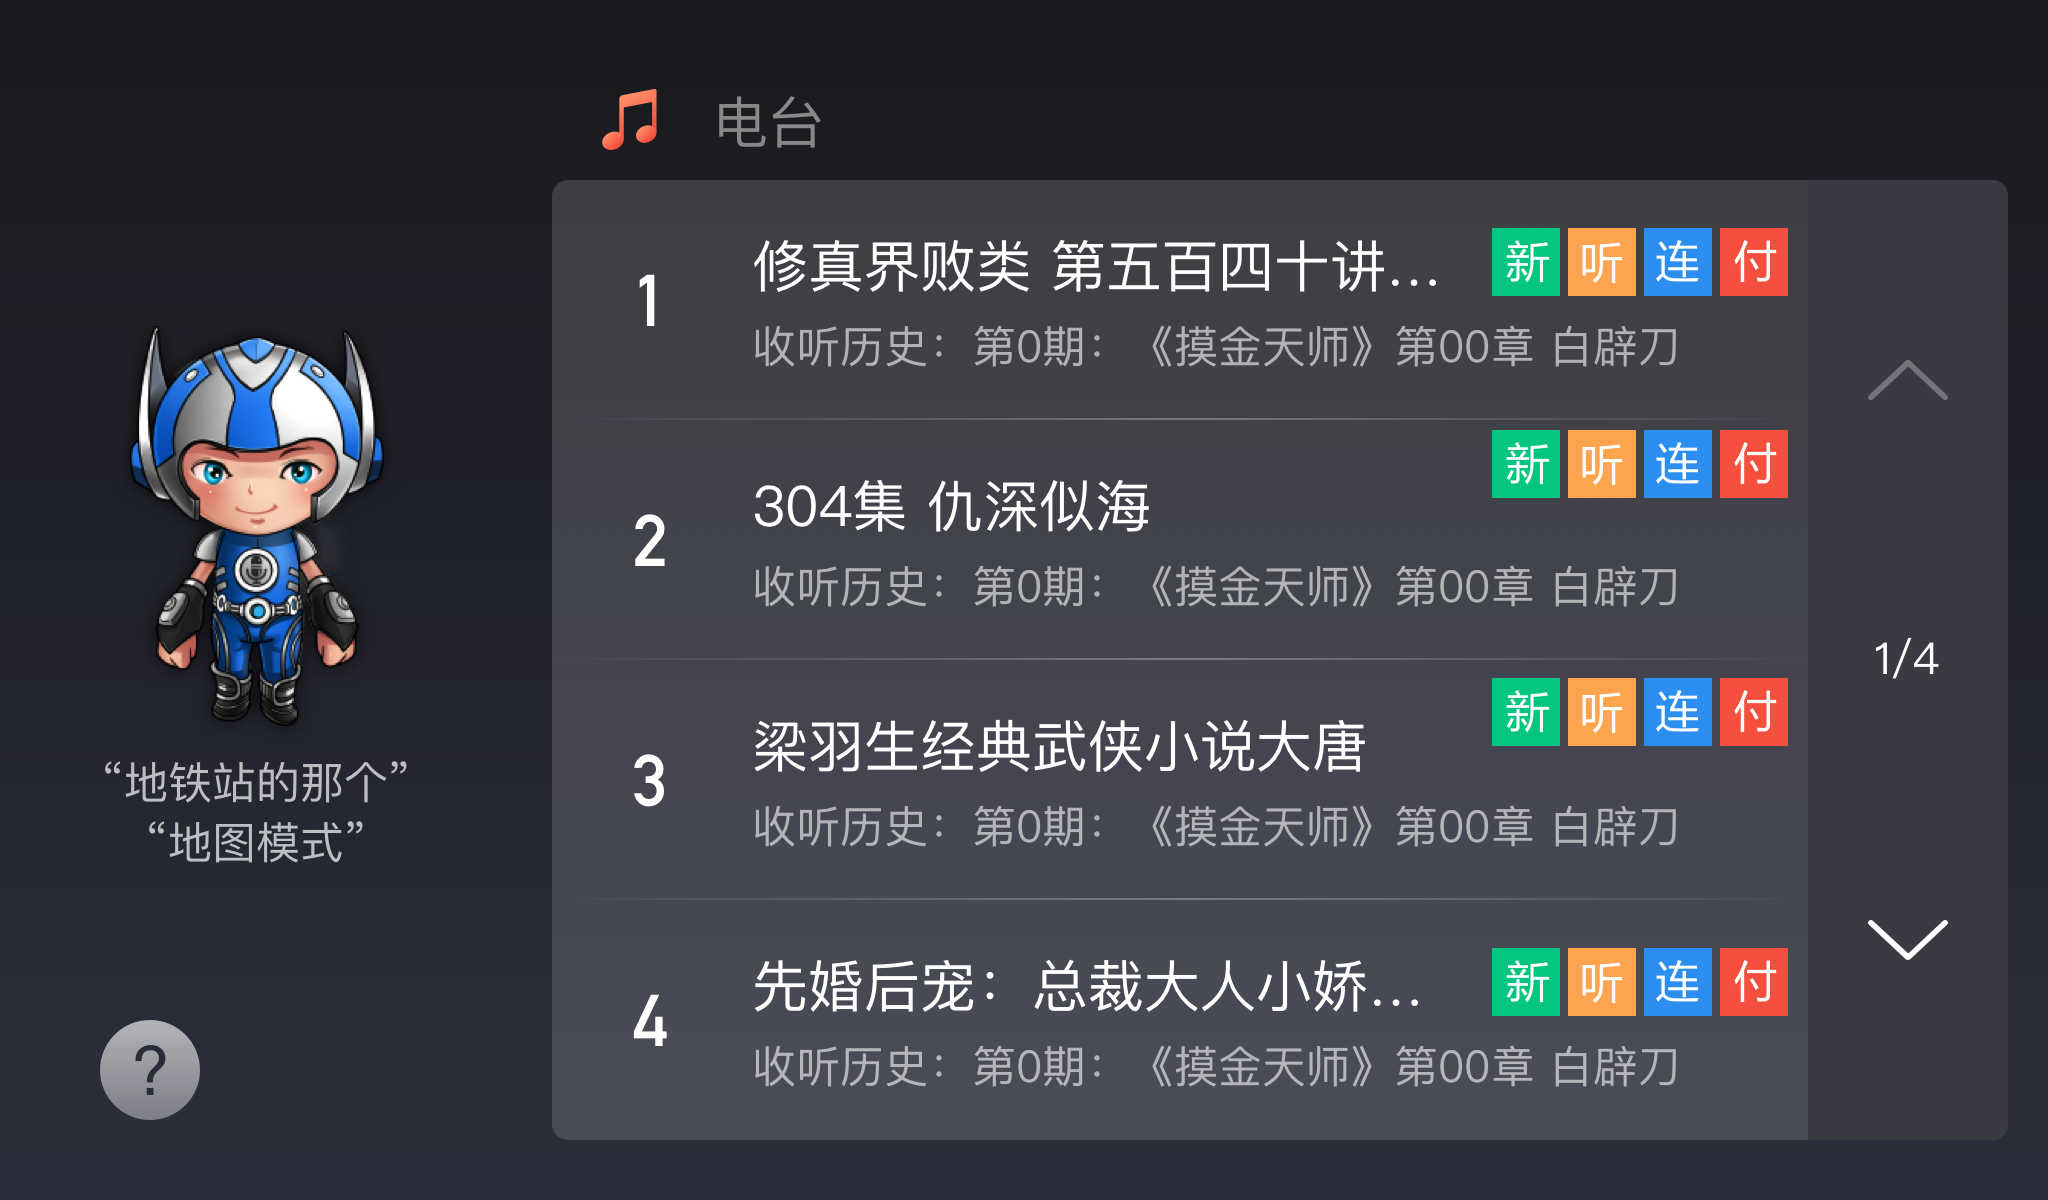 电台
1
修真界败类 第五百四十讲...
新 听 连 付
收听历史：第0期：《摸金天师》第00章 白辟刀
2
304集 仇深似海
新 听 连 付
收听历史：第0期：《摸金天师》第00章 白辟刀
3
梁羽生经典武侠小说大唐
新 听 连 付
收听历史：第0期：《摸金天师》第00章 白辟刀
4
先婚后宠：总裁大人小娇...
新 听 连 付
收听历史：第0期：《摸金天师》第00章 白辟刀
1/4
“地铁站的那个”
“地图模式”
?